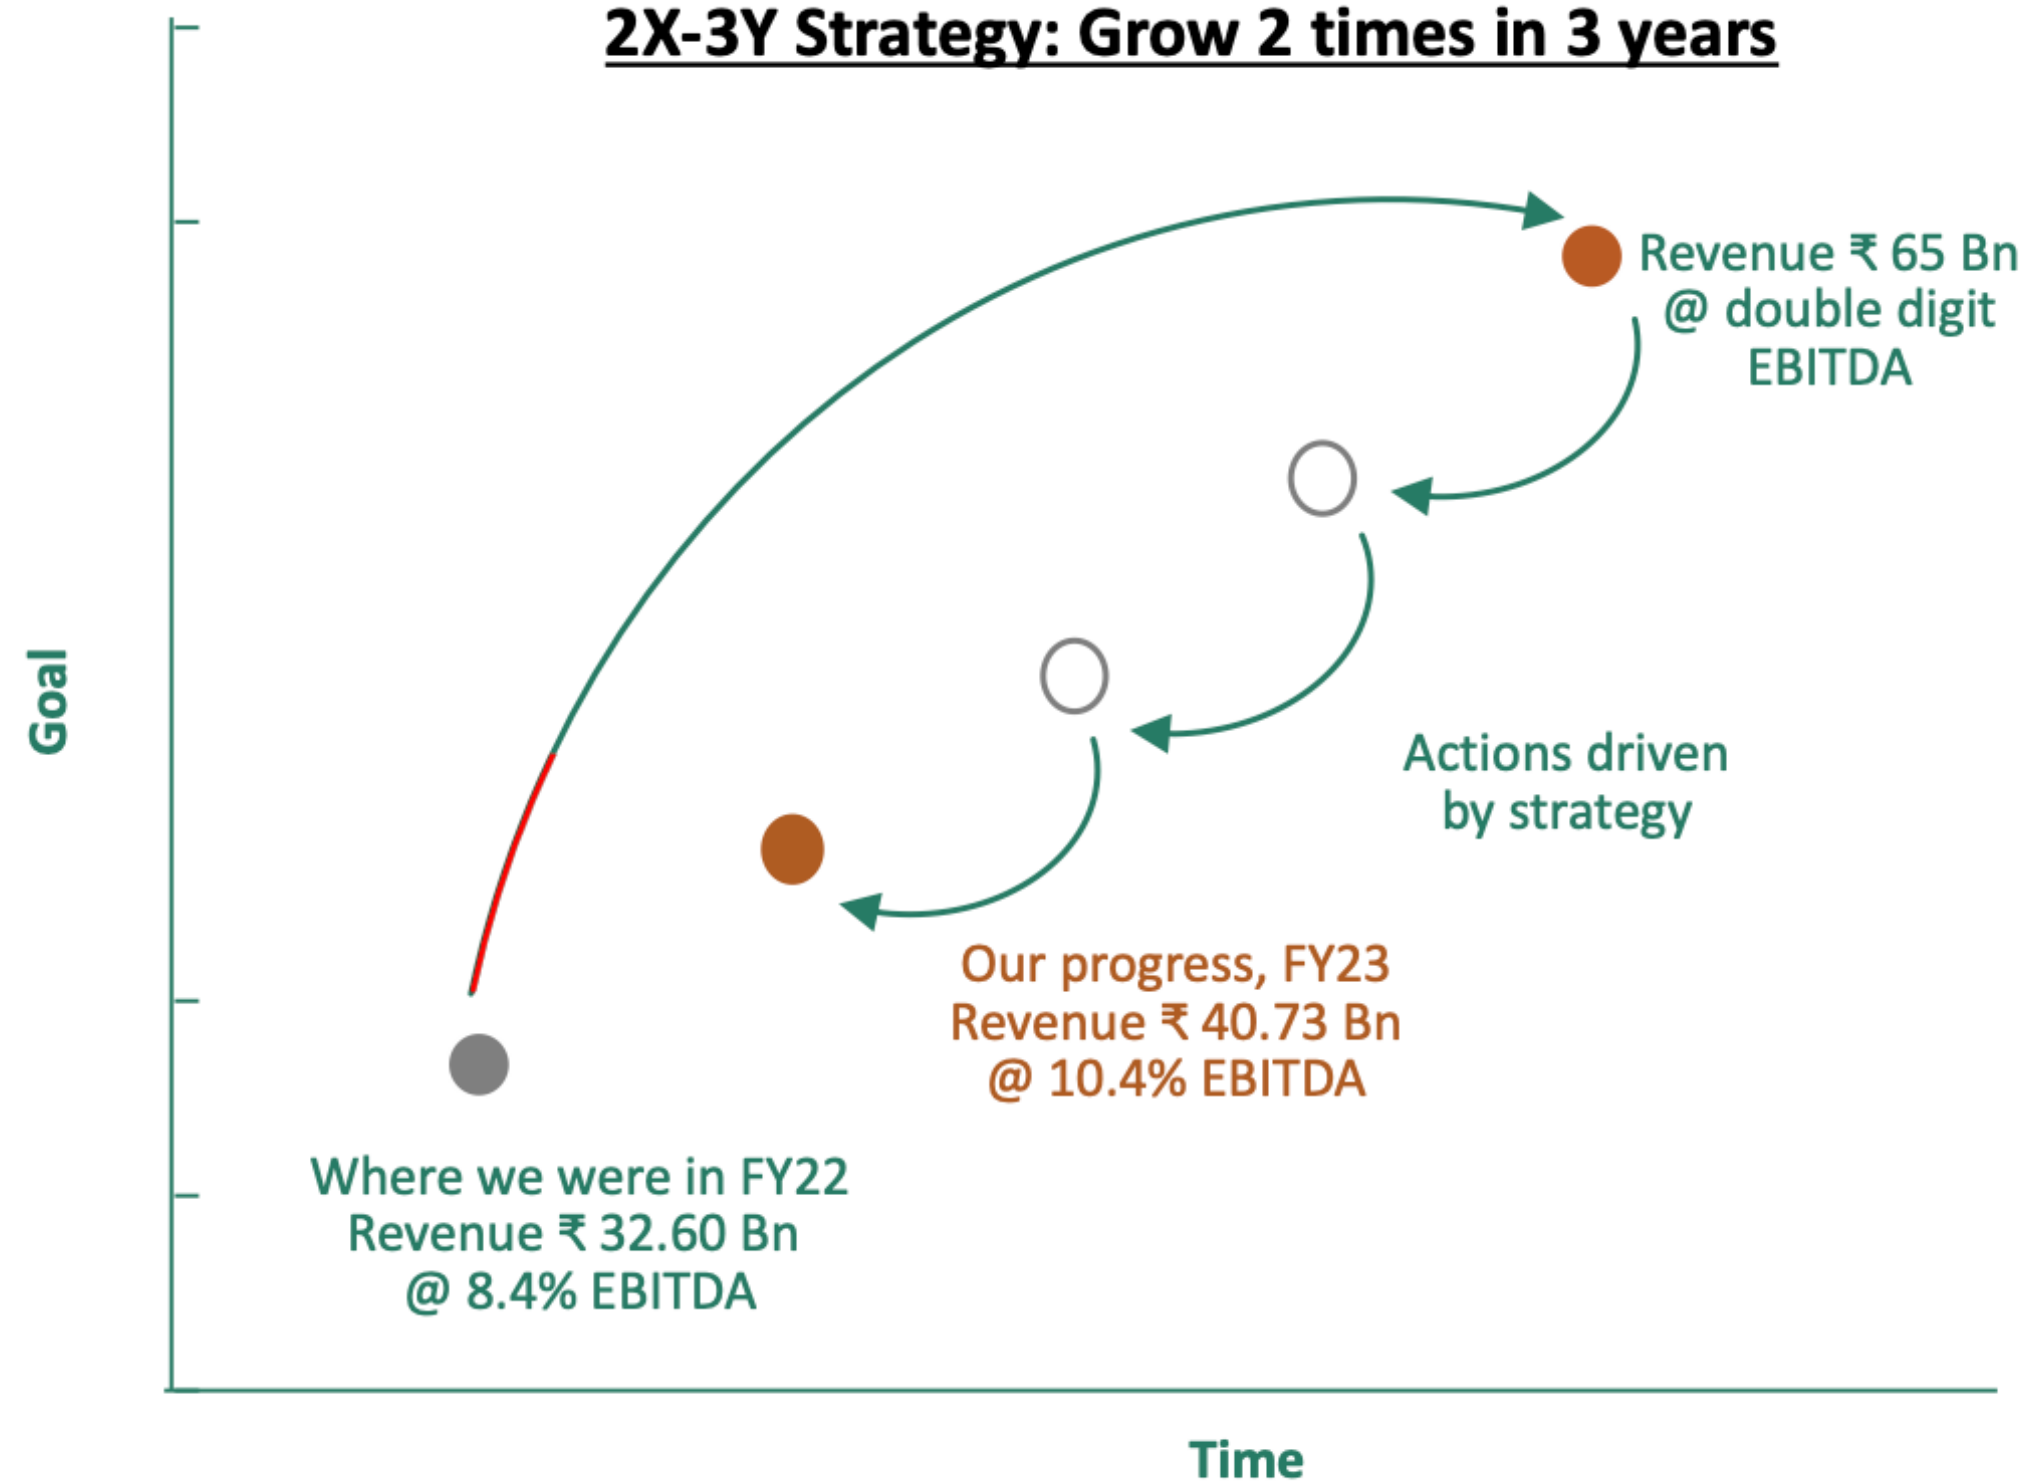 2X-3Y Strategy: Grow 2 times in 3 years
Revenue ₹ 65 Bn
@ double digit
EBITDA
Goal
Actions driven
by strategy
Our progress, FY23
Revenue ₹ 40.73 Bn
@ 10.4% EBITDA
Where we were in FY22
Revenue ₹ 32.60 Bn
@ 8.4% EBITDA
Time